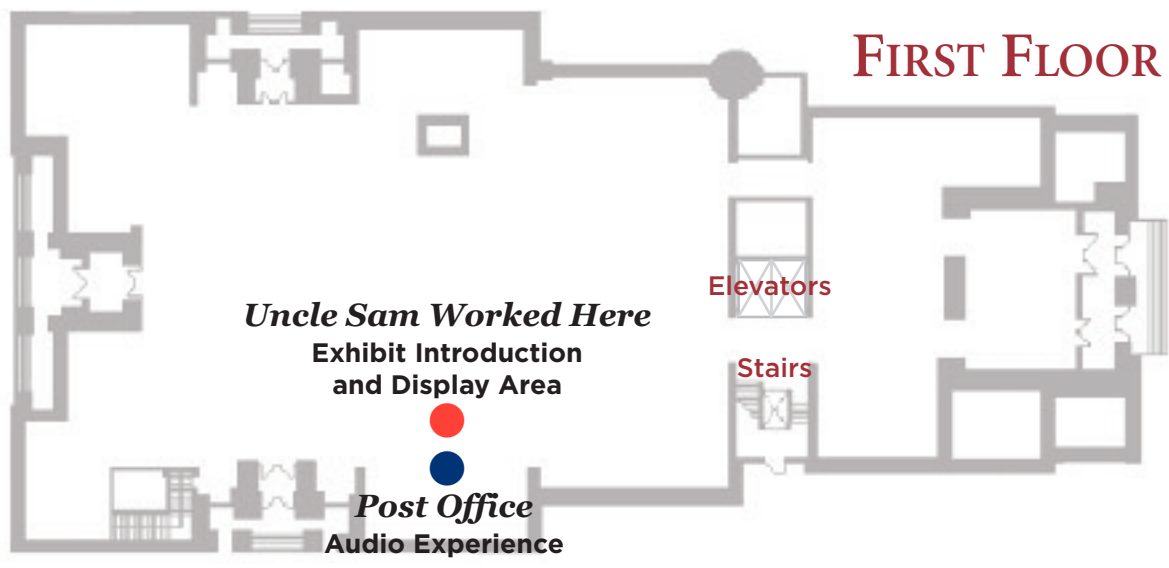 FIRST FLOOR
Elevators
Uncle Sam Worked Here
Exhibit Introduction
and Display Area
Stairs
Post Office
Audio Experience